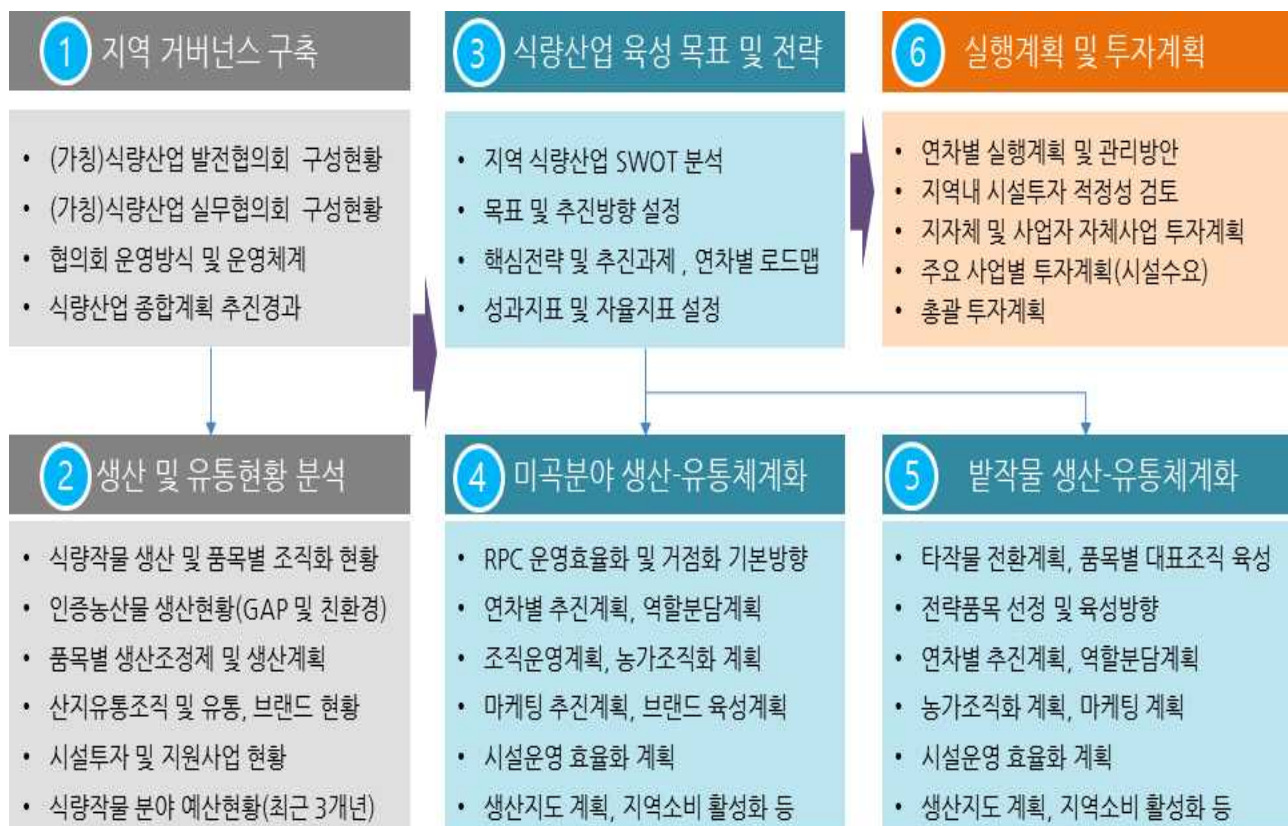 1 지역 거버넌스 구축
• (가칭)식량산업 발전협의회 구성현황
• (가칭)식량산업 실무협의회 구성현황
• 협의회 운영방식 및 운영체계
• 식량산업 종합계획 추진경과
2 생산 및 유통현황 분석
• 식량작물 생산 및 품목별 조직화 현황
• 인증농산물 생산현황(GAP 및 친환경)
• 품목별 생산조정제 및 생산계획
• 산지유통조직 및 유통, 브랜드 현황
• 시설투자 및 지원사업 현황
• 식량작물 분야 예산현황(최근 3개년)
3 식량산업 육성 목표 및 전략
• 지역 식량산업 SWOT 분석
• 목표 및 추진방향 설정
• 핵심전략 및 추진과제 , 연차별 로드맵
• 성과지표 및 자율지표 설정
4 미곡분야 생산-유통체계화
• RPC 운영효율화 및 거점화 기본방향
• 연차별 추진계획, 역할분담계획
• 조직운영계획, 농가조직화 계획
• 마케팅 추진계획, 브랜드 육성계획
• 시설운영 효율화 계획
• 생산지도 계획, 지역소비 활성화 등
5 밭작물 생산-유통체계화
• 타작물 전환계획, 품목별 대표조직 육성
• 전략품목 선정 및 육성방향
• 연차별 추진계획, 역할분담계획
• 농가조직화 계획, 마케팅 계획
• 시설운영 효율화 계획
• 생산지도 계획, 지역소비 활성화 등
6 실행계획 및 투자계획
• 연차별 실행계획 및 관리방안
• 지역내 시설투자 적정성 검토
• 지자체 및 사업자 자체사업 투자계획
• 주요 사업별 투자계획(시설수요)
• 총괄 투자계획